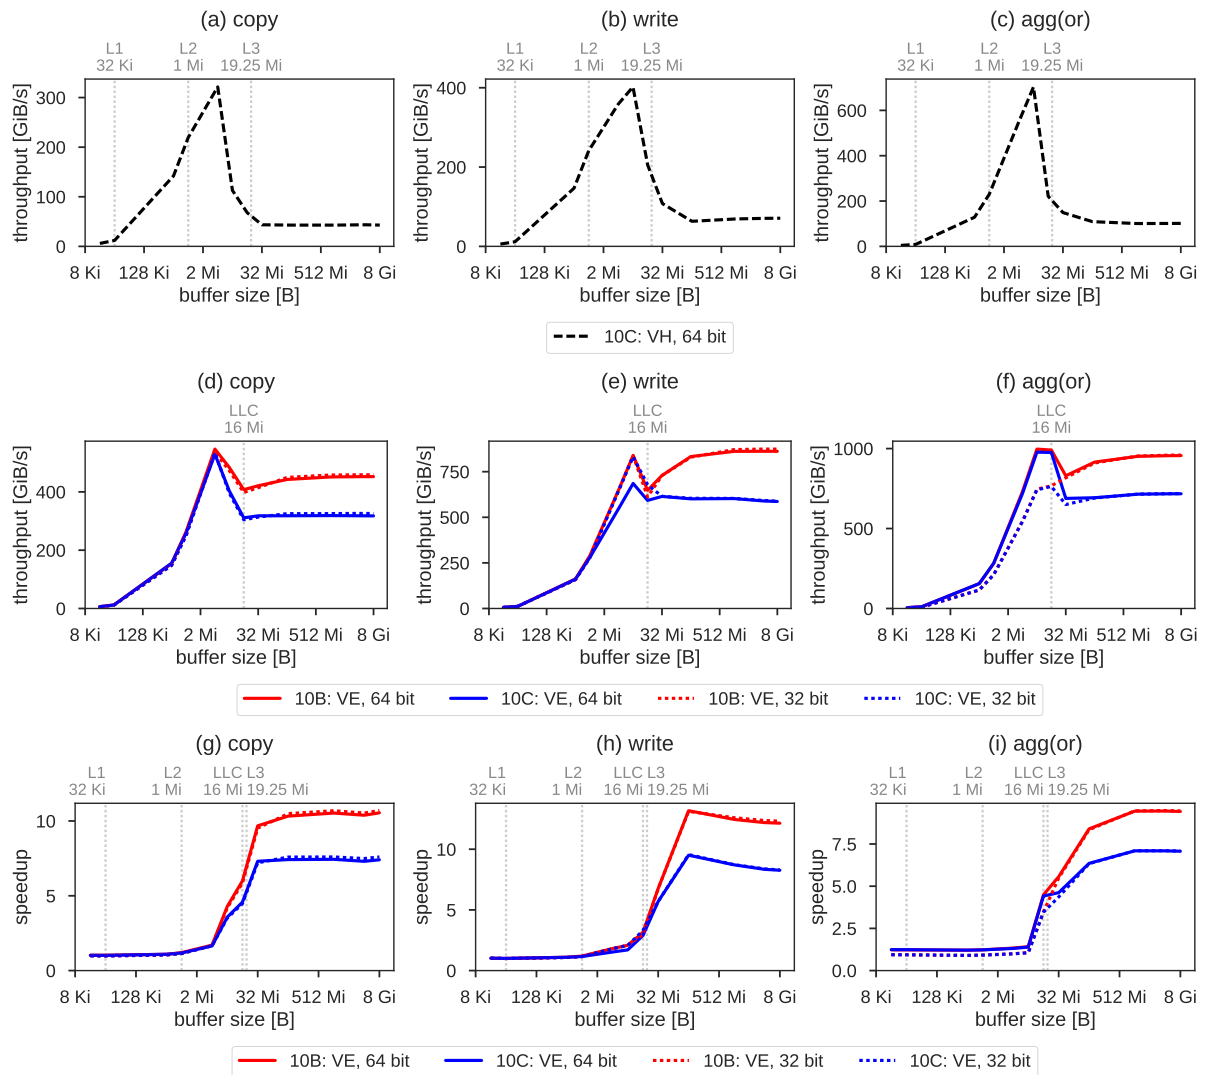 (a) copy
(b) write
(c) agg(or)
L1 L2 L3
32 Ki 1 Mi 19.25 Mi
L1 L2 L3
32 Ki 1 Mi 19.25 Mi
L1 L2 L3
32 Ki 1 Mi 19.25 Mi
throughput [GiB/s]
300
200
100
0
8 Ki 128 Ki 2 Mi 32 Mi 512 Mi 8 Gi
buffer size [B]
throughput [GiB/s]
400
200
0
8 Ki 128 Ki 2 Mi 32 Mi 512 Mi 8 Gi
buffer size [B]
throughput [GiB/s]
600
400
200
0
8 Ki 128 Ki 2 Mi 32 Mi 512 Mi 8 Gi
buffer size [B]
10C: VH, 64 bit
(d) copy
(e) write
(f) agg(or)
LLC
16 Mi
LLC
16 Mi
LLC
16 Mi
throughput [GiB/s]
400
200
0
8 Ki 128 Ki 2 Mi 32 Mi 512 Mi 8 Gi
buffer size [B]
throughput [GiB/s]
750
500
250
0
8 Ki 128 Ki 2 Mi 32 Mi 512 Mi 8 Gi
buffer size [B]
throughput [GiB/s]
1000
500
0
8 Ki 128 Ki 2 Mi 32 Mi 512 Mi 8 Gi
buffer size [B]
10B: VE, 64 bit 10C: VE, 64 bit 10B: VE, 32 bit 10C: VE, 32 bit
(g) copy
(h) write
(i) agg(or)
L1 L2 LLC L3
32 Ki 1 Mi 16 Mi 19.25 Mi
L1 L2 LLC L3
32 Ki 1 Mi 16 Mi 19.25 Mi
L1 L2 LLC L3
32 Ki 1 Mi 16 Mi 19.25 Mi
speedup
10
5
0
8 Ki 128 Ki 2 Mi 32 Mi 512 Mi 8 Gi
buffer size [B]
speedup
10
5
0
8 Ki 128 Ki 2 Mi 32 Mi 512 Mi 8 Gi
buffer size [B]
speedup
7.5
5.0
2.5
0.0
8 Ki 128 Ki 2 Mi 32 Mi 512 Mi 8 Gi
buffer size [B]
10B: VE, 64 bit 10C: VE, 64 bit 10B: VE, 32 bit 10C: VE, 32 bit